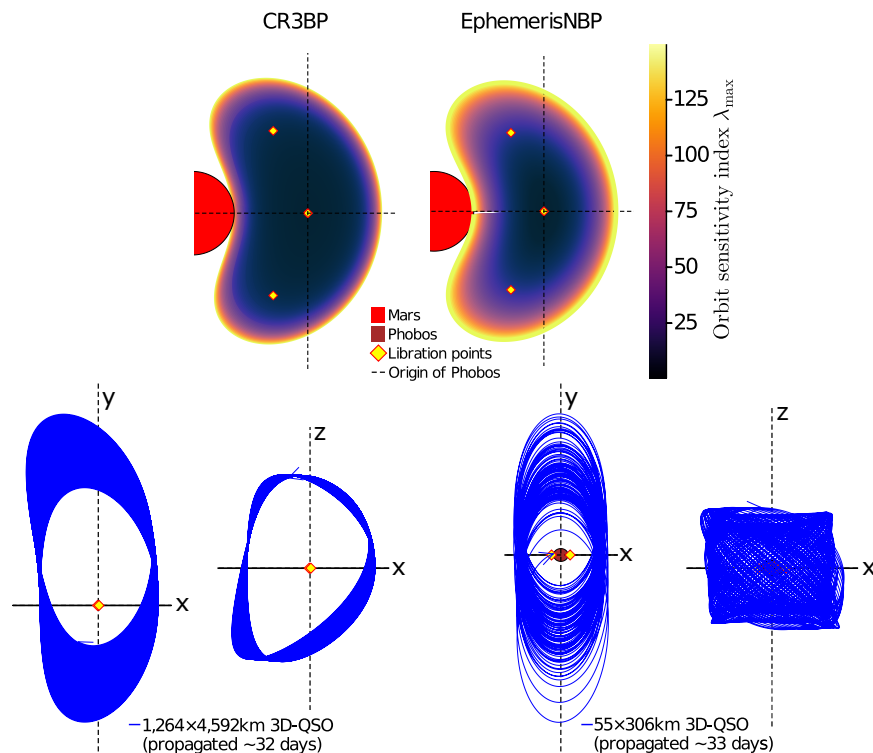 CR3BP
EphemerisNBP
125
100
75
50
25
Orbit sensitivity index λmax
Mars
Phobos
Libration points
Origin of Phobos
y
x
z
x
y
x
z
x
1,264×4,592km 3D-QSO
(propagated ~32 days)
55×306km 3D-QSO
(propagated ~33 days)